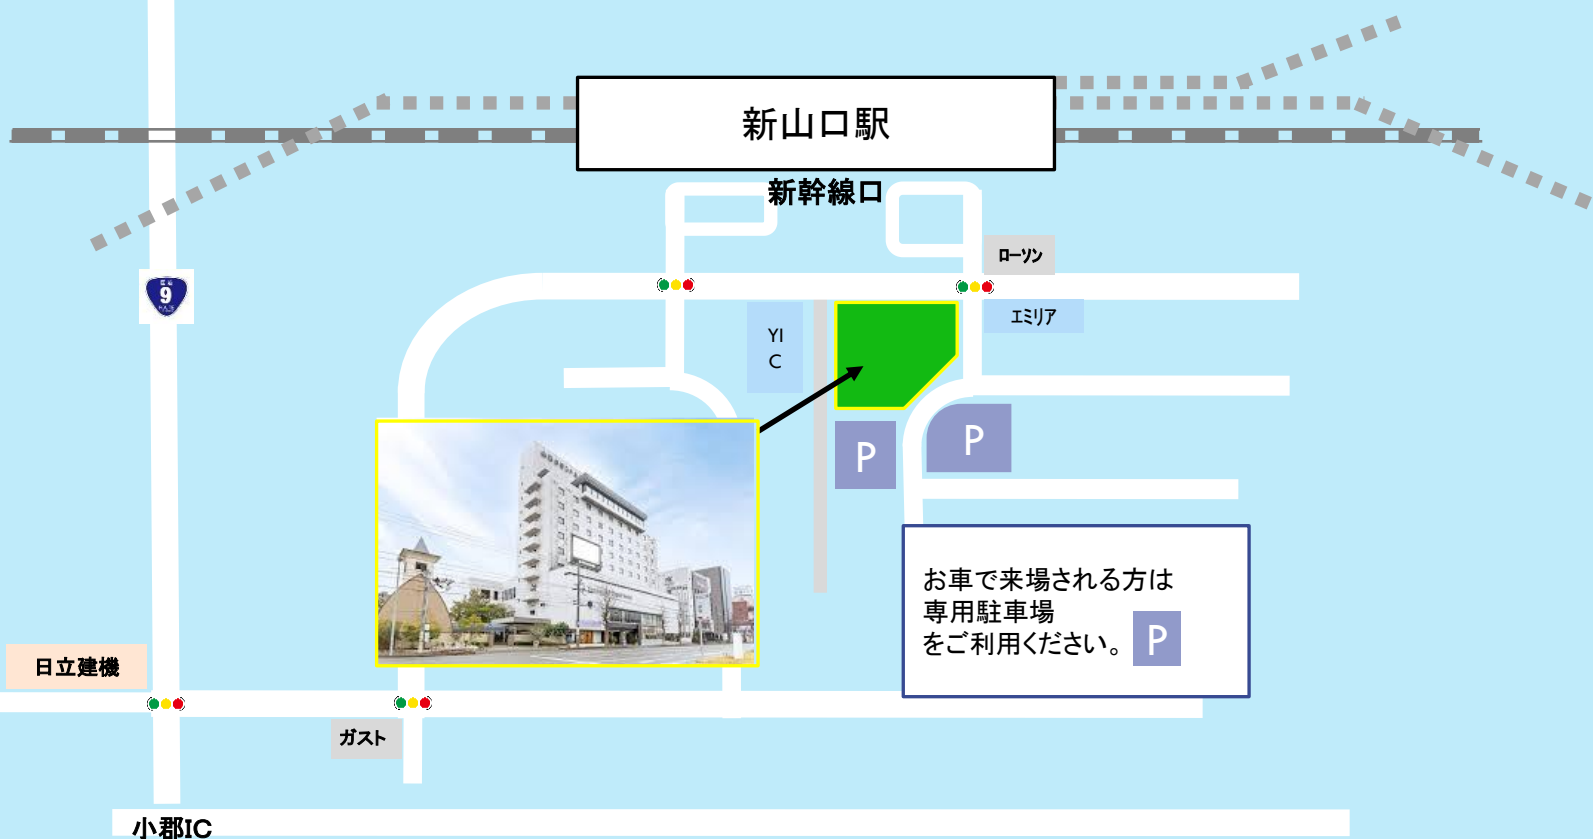 新山口駅
新幹線口
ローソン
9
エミリア
YI
C
P
P
お車で来場される方は
専用駐車場
をご利用ください。 P
日立建機
ガスト
小郡IC